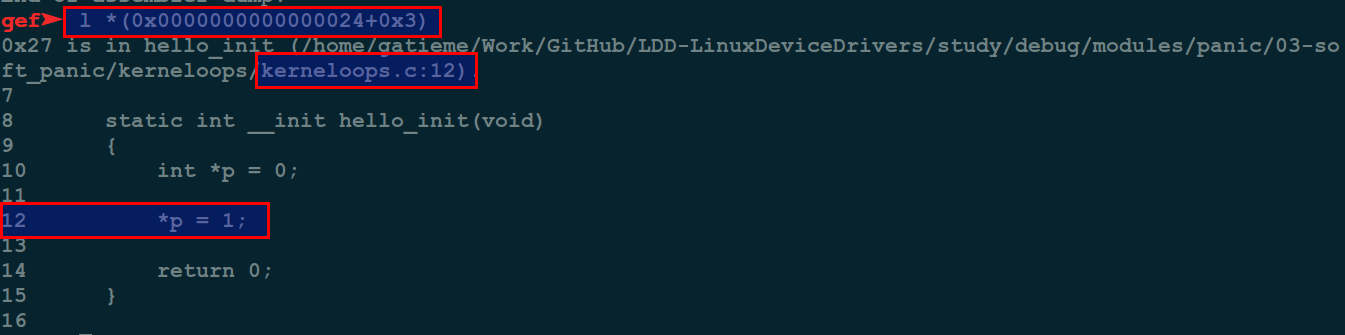 gef➤  l *(0x0000000000000024+0x3)
0x27 is in hello_init (/home/gatieme/Work/GitHub/LDD-LinuxDeviceDrivers/study/debug/modules/panic/03-so
ft_panic/kerneloops/kerneloops.c:12).
7
8       static int __init hello_init(void)
9       {
10          int *p = 0;
11
12          *p = 1;
13
14          return 0;
15      }
16